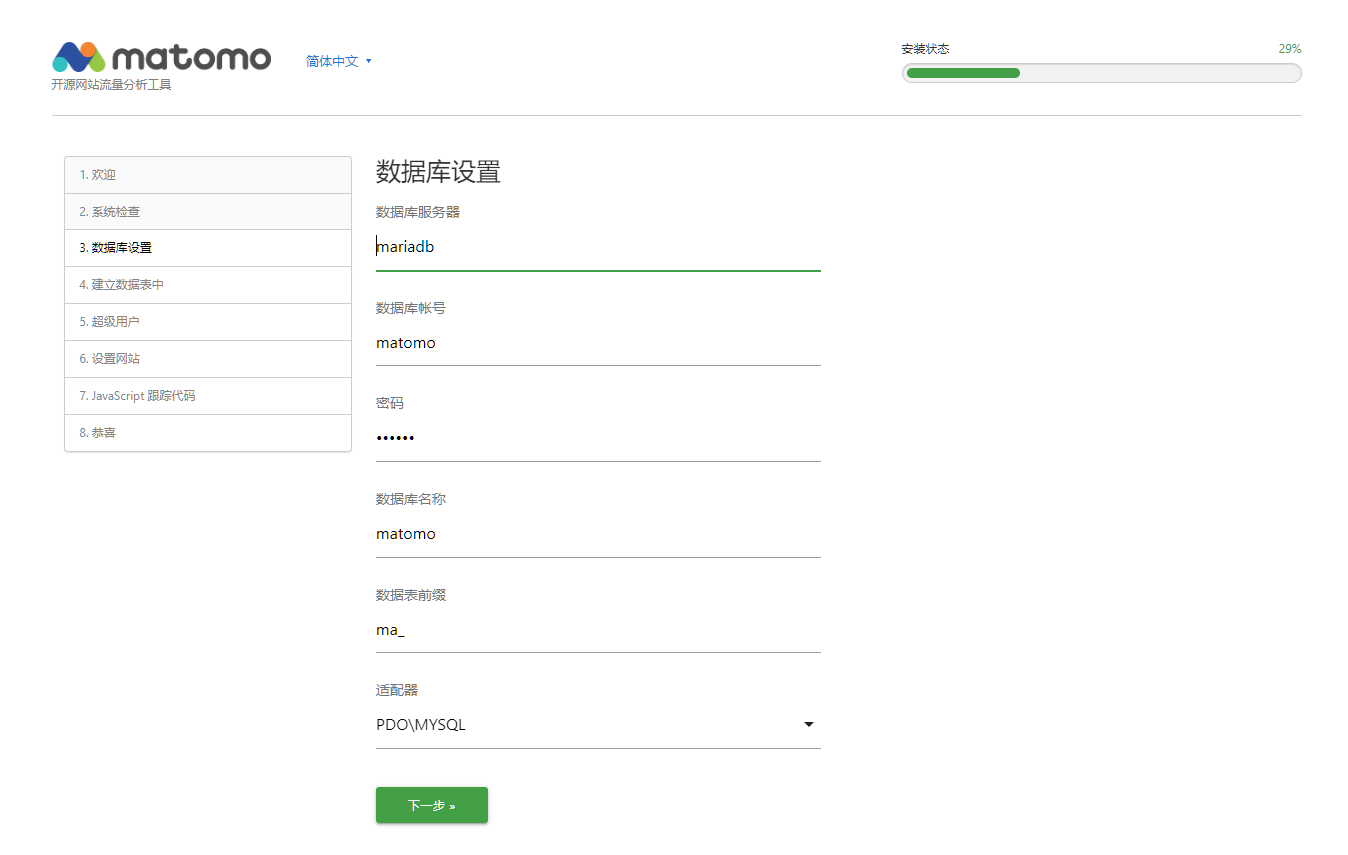 matomo
简体中文
开源网站流量分析工具
安装状态 29%
1. 欢迎
2. 系统检查
3. 数据库设置
4. 建立数据表中
5. 超级用户
6. 设置网站
7. JavaScript 跟踪代码
8. 恭喜
数据库设置
数据库服务器
mariadb
数据库帐号
matomo
密码
••••••
数据库名称
matomo
数据表前缀
ma_
适配器
PDO\MYSQL
下一步 »